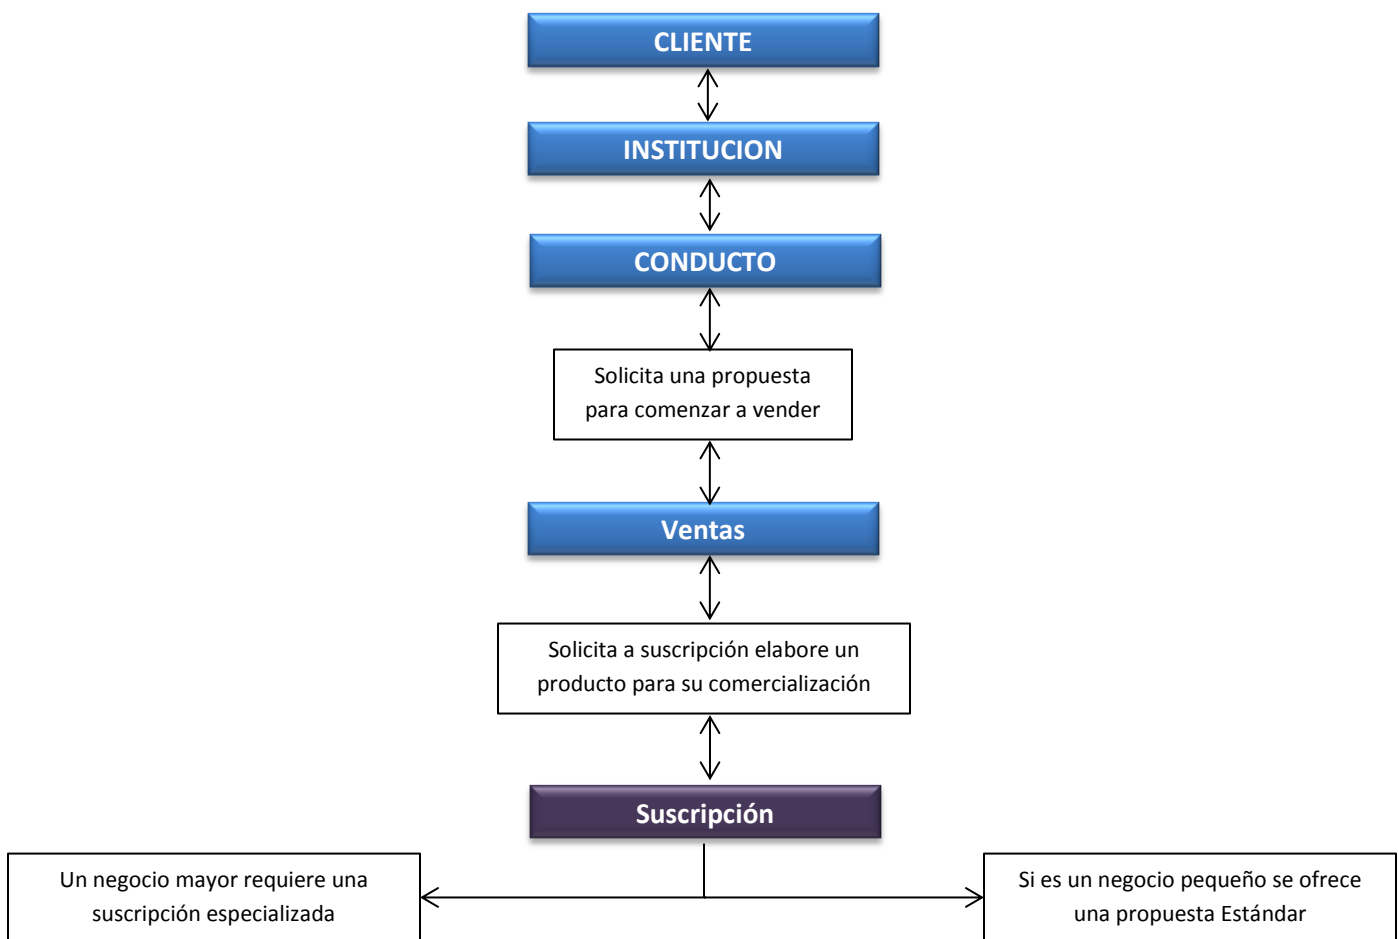 CLIENTE
INSTITUCION
CONDUCTO
Solicita una propuesta
para comenzar a vender
Ventas
Solicita a suscripción elabore un
producto para su comercialización
Suscripción
Un negocio mayor requiere una
suscripción especializada
Si es un negocio pequeño se ofrece
una propuesta Estándar